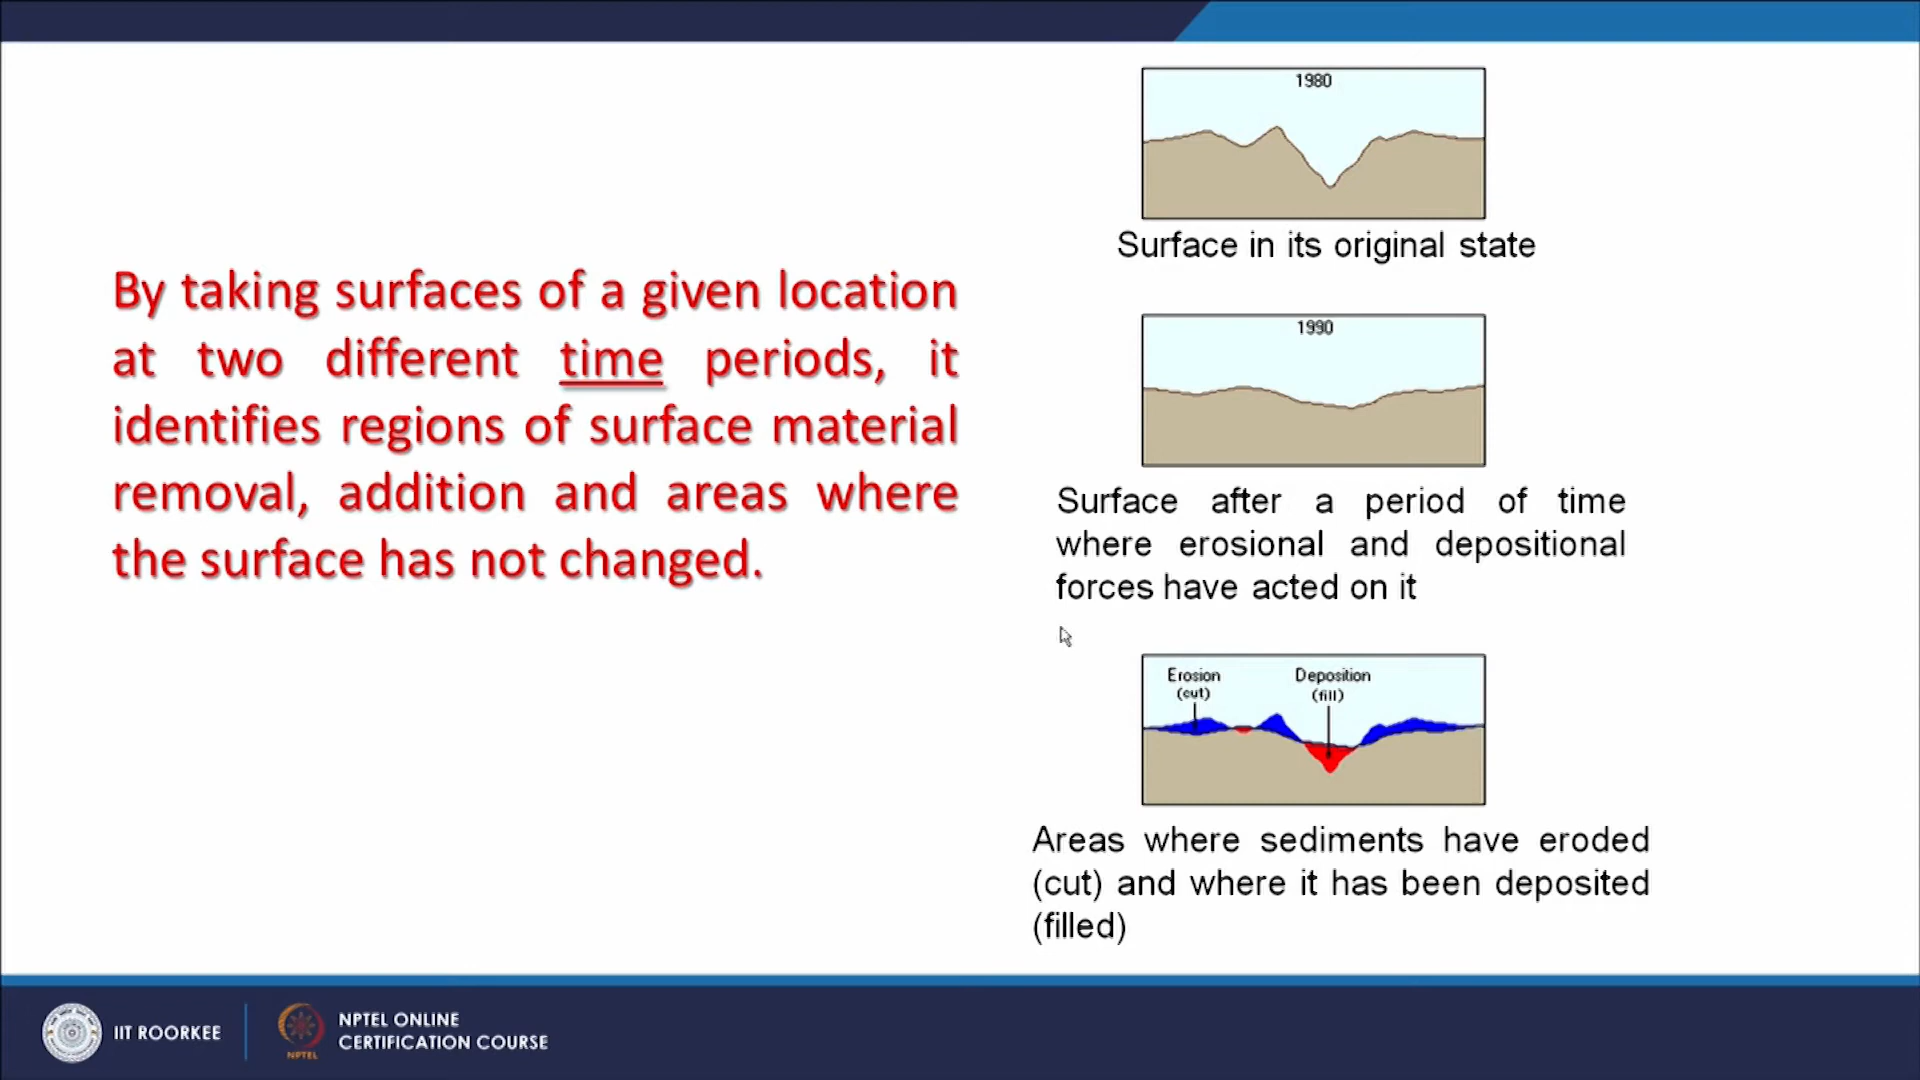 By taking surfaces of a given location
at two different time periods, it
identifies regions of surface material
removal, addition and areas where
the surface has not changed.
1980
Surface in its original state
1990
Surface after a period of time
where erosional and depositional
forces have acted on it
Erosion
(cut)
Deposition
(fill)
Areas where sediments have eroded
(cut) and where it has been deposited
(filled)
IIT ROORKEE
NPTEL
NPTEL ONLINE
CERTIFICATION COURSE